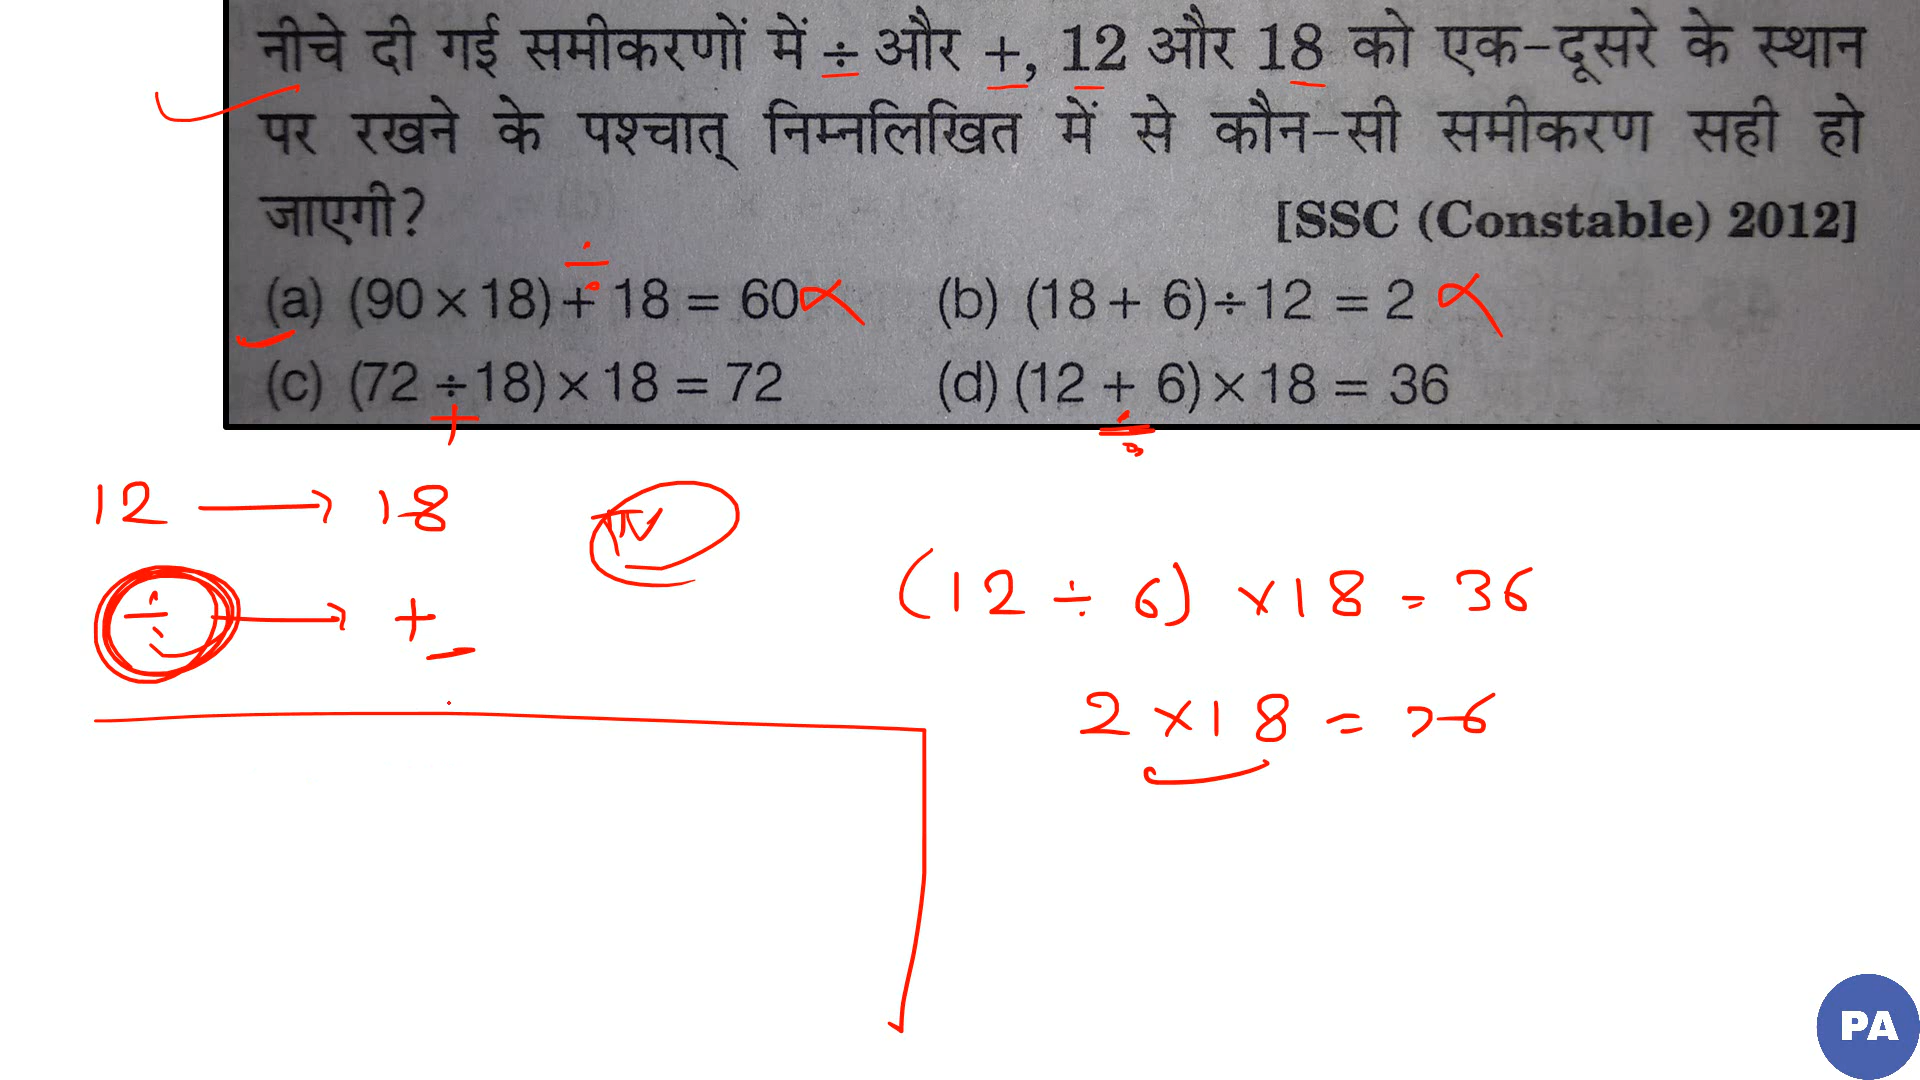 नीचे दी गई समीकरणों में ÷ और +, 12 और 18 को एक-दूसरे के स्थान
पर रखने के पश्चात् निम्नलिखित में से कौन-सी समीकरण सही हो
जाएगी? [SSC (Constable) 2012]
(a) (90 × 18) + 18 = 60 (b) (18 + 6) ÷ 12 = 2
(c) (72 ÷ 18) × 18 = 72 (d) (12 + 6) × 18 = 36
12 → 18
÷ → +
(12 ÷ 6) × 18 = 36
2 × 18 = 36
PA